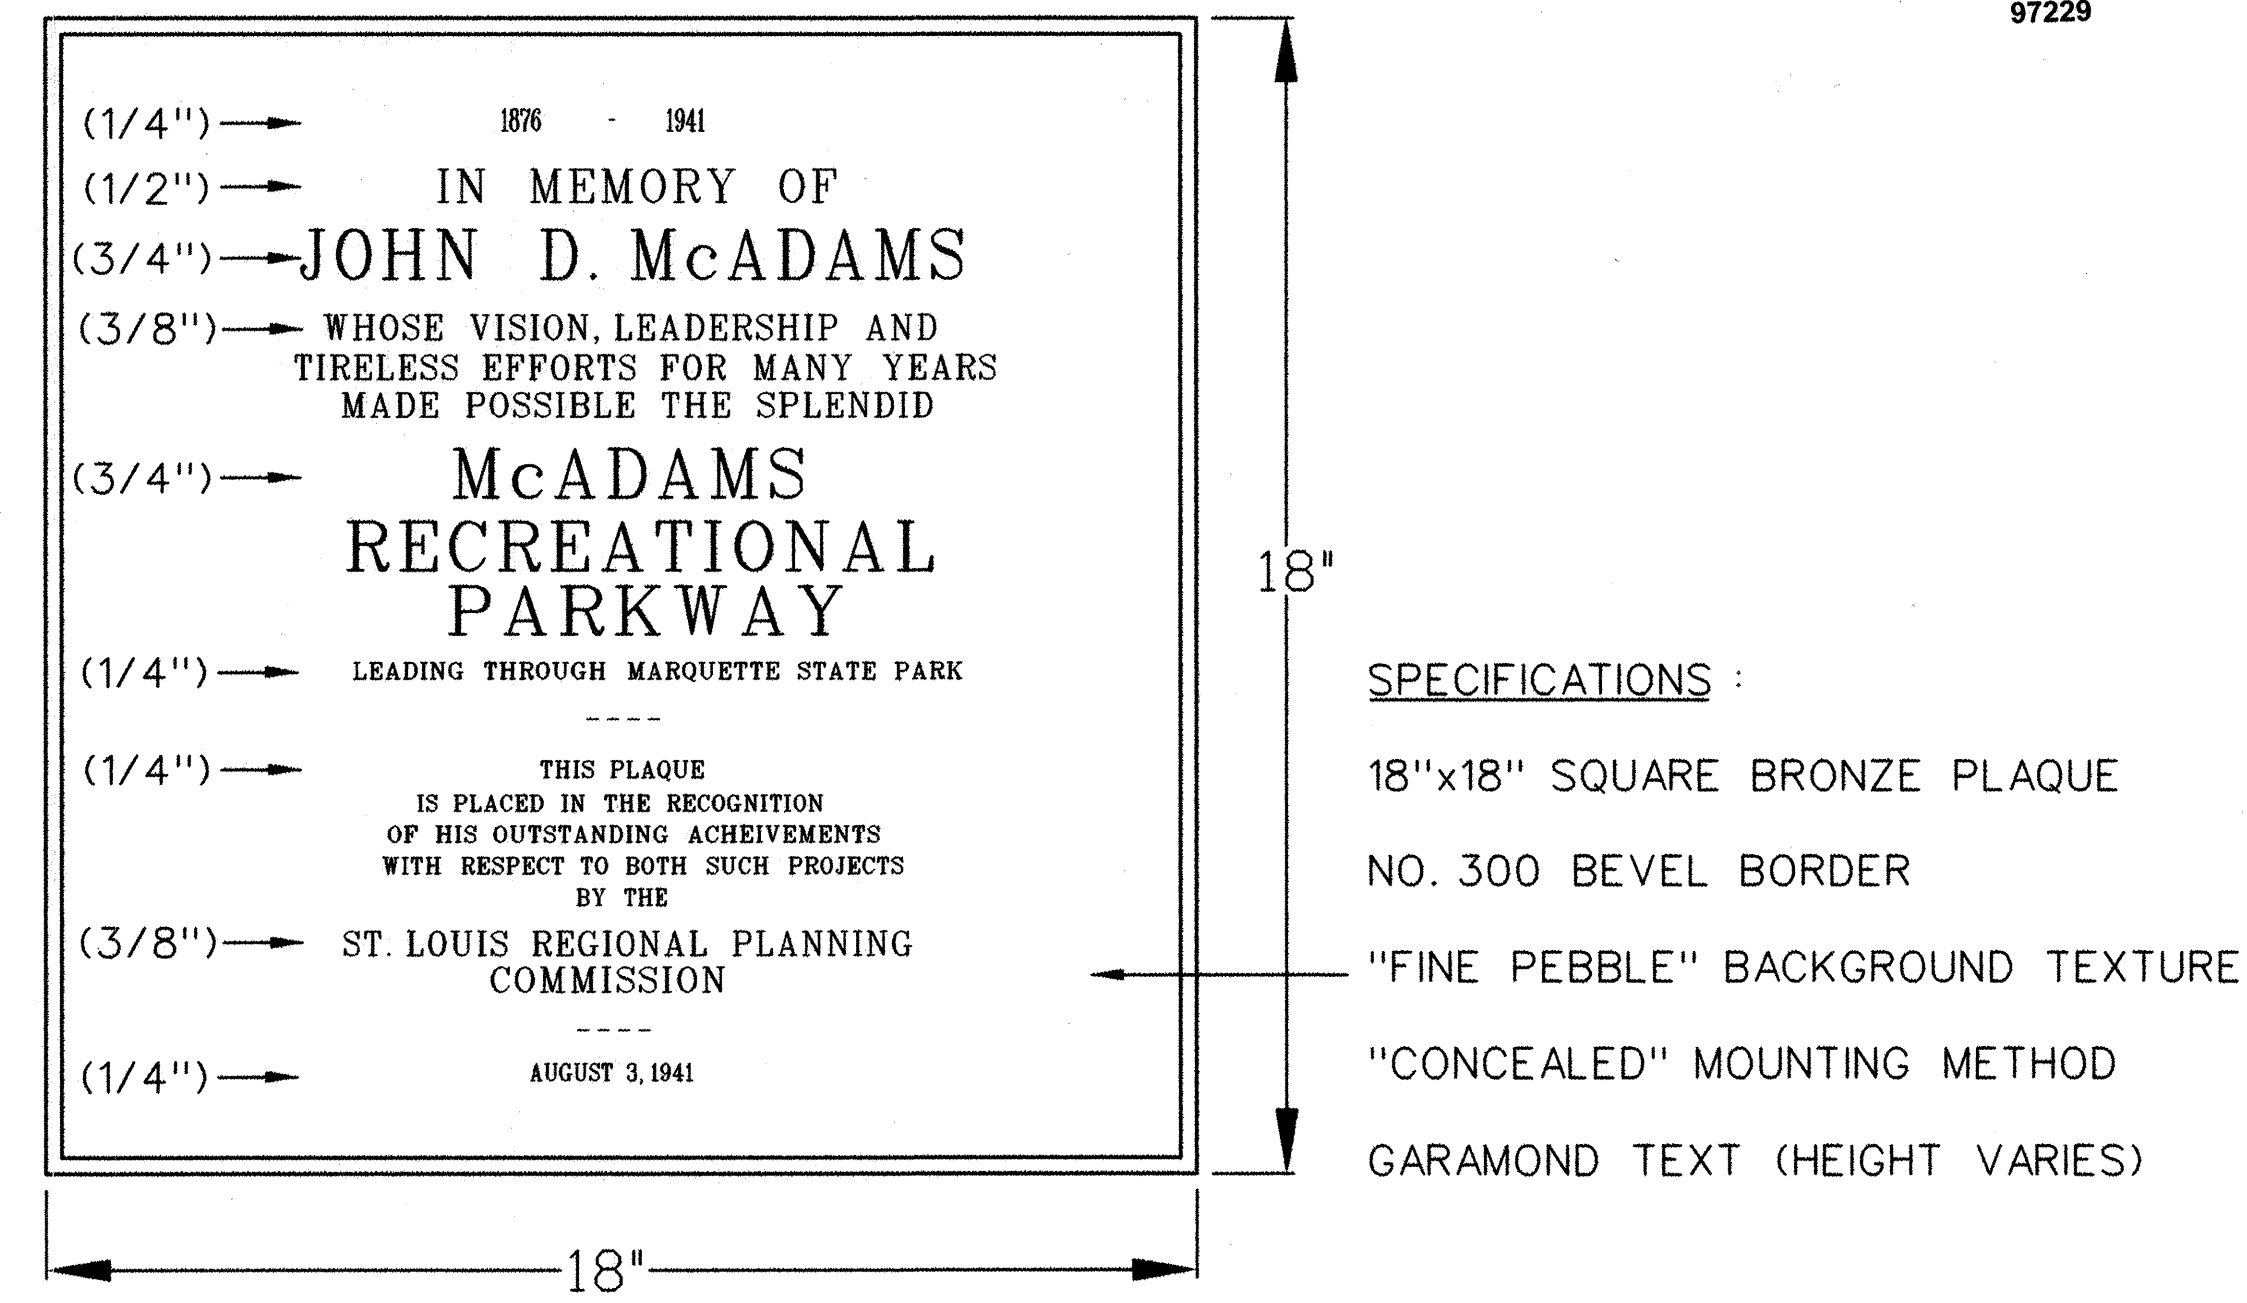 97229
(1/4") 1876 - 1941
(1/2") IN MEMORY OF
(3/4") JOHN D. McADAMS
(3/8") WHOSE VISION, LEADERSHIP AND
TIRELESS EFFORTS FOR MANY YEARS
MADE POSSIBLE THE SPLENDID
(3/4") McADAMS
RECREATIONAL
PARKWAY
(1/4") LEADING THROUGH MARQUETTE STATE PARK
----
(1/4") THIS PLAQUE
IS PLACED IN THE RECOGNITION
OF HIS OUTSTANDING ACHEIVEMENTS
WITH RESPECT TO BOTH SUCH PROJECTS
BY THE
(3/8") ST. LOUIS REGIONAL PLANNING
COMMISSION
----
(1/4") AUGUST 3, 1941
18"
18"
SPECIFICATIONS :
18"x18" SQUARE BRONZE PLAQUE
NO. 300 BEVEL BORDER
"FINE PEBBLE" BACKGROUND TEXTURE
"CONCEALED" MOUNTING METHOD
GARAMOND TEXT (HEIGHT VARIES)